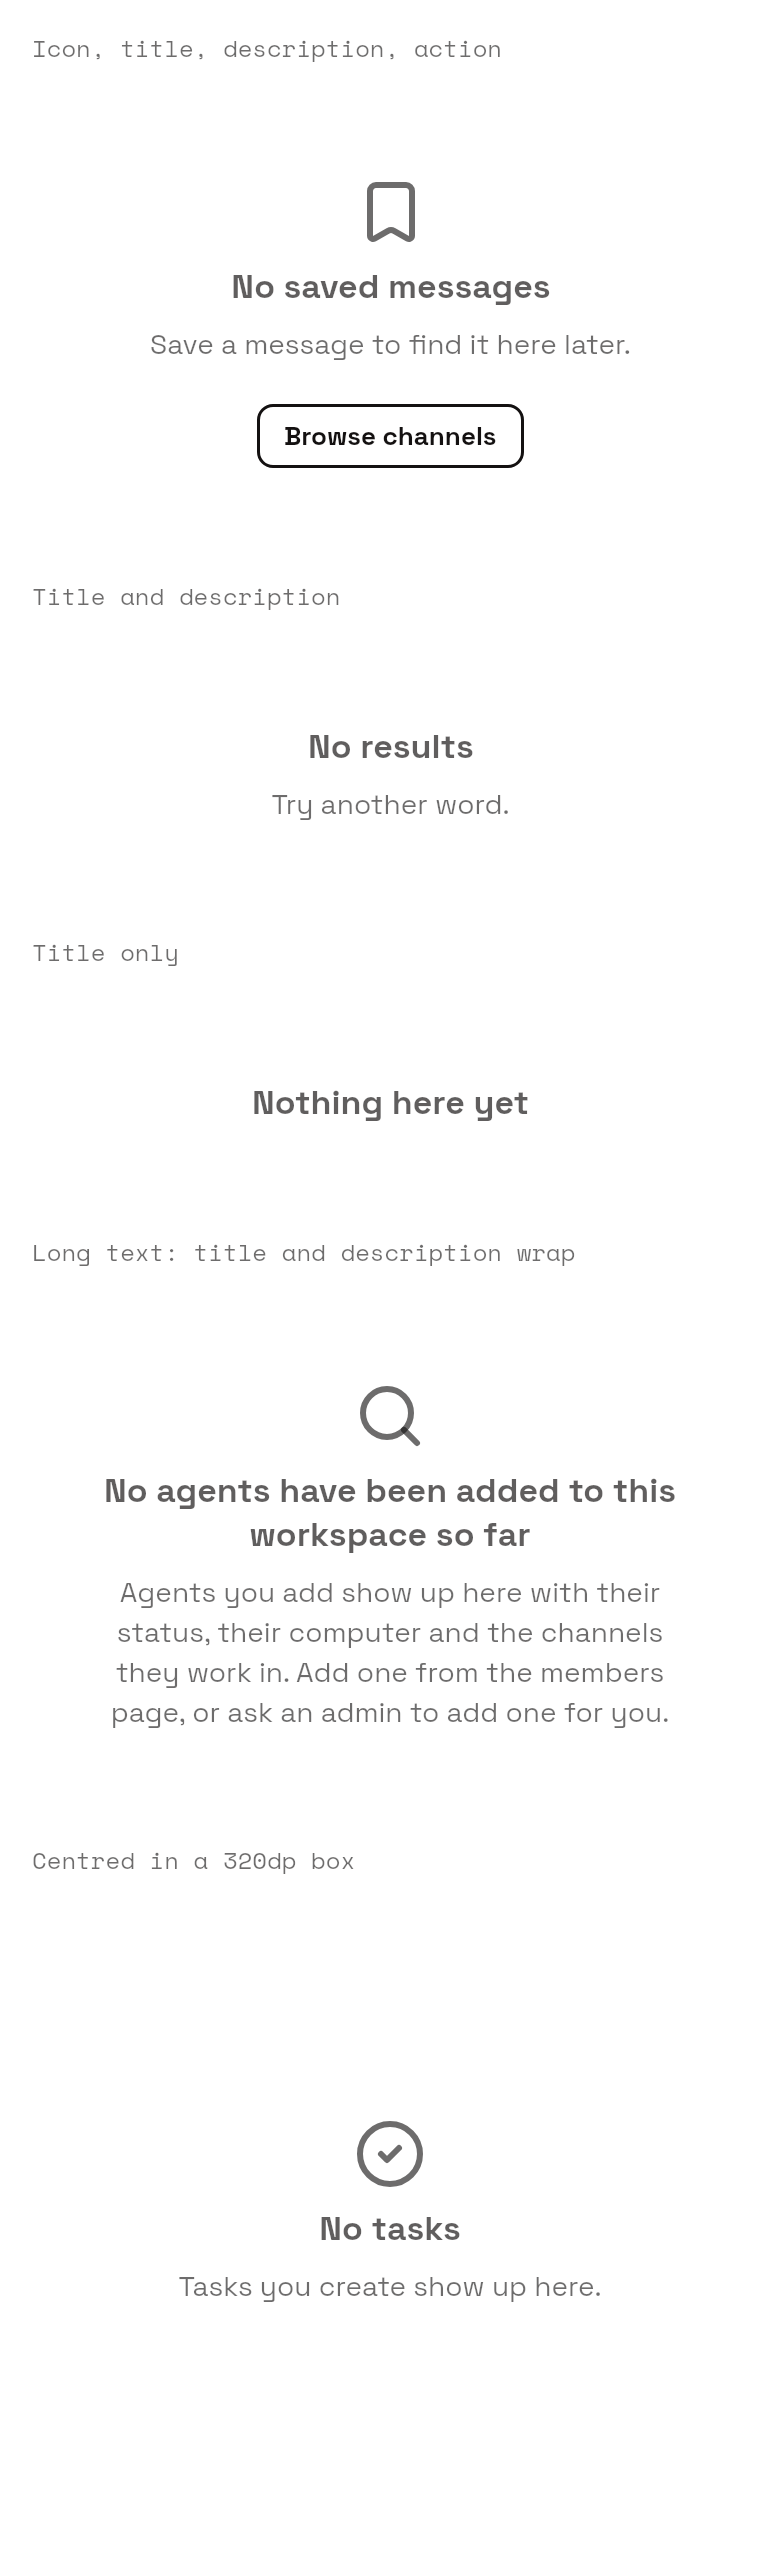 Icon, title, description, action
No saved messages
Save a message to find it here later.
Browse channels
Title and description
No results
Try another word.
Title only
Nothing here yet
Long text: title and description wrap
No agents have been added to this
workspace so far
Agents you add show up here with their
status, their computer and the channels
they work in. Add one from the members
page, or ask an admin to add one for you.
Centred in a 320dp box
No tasks
Tasks you create show up here.